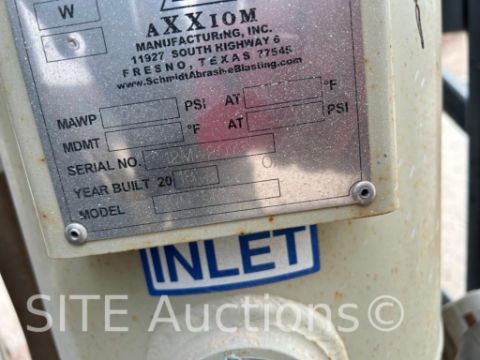 W
AXXIOM
MANUFACTURING, INC.
11927 SOUTH HIGHWAY 6
FRESNO, TEXAS 77545
www.SchmidtAbrasiveBlasting.com
MAWP PSI AT °F
MDMT °F AT PSI
SERIAL NO.
YEAR BUILT 20
MODEL
INLET
SITE Auctions©